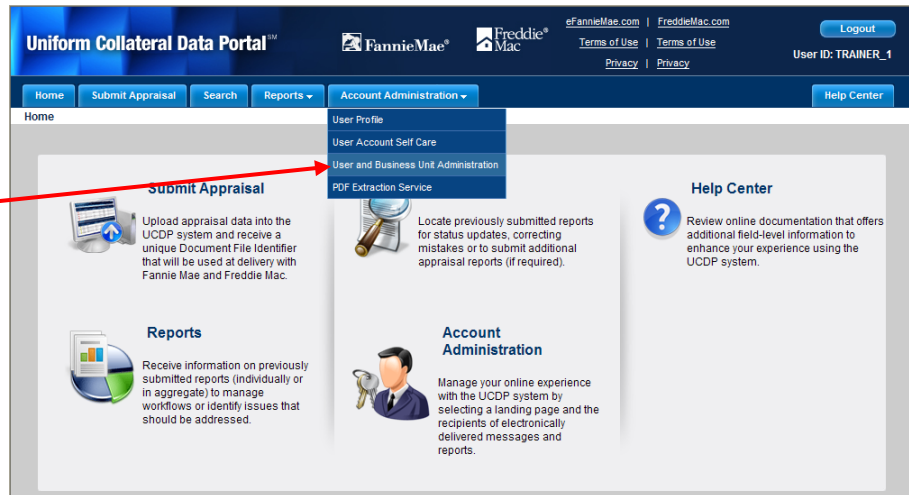 Uniform Collateral Data Portal℠
FannieMae®
Freddie®
Mac
eFannieMae.com | FreddieMac.com
Terms of Use | Terms of Use
Privacy | Privacy
Logout
User ID: TRAINER_1
Home
Submit Appraisal
Search
Reports
Account Administration
Help Center
Home
User Profile
User Account Self Care
User and Business Unit Administration
PDF Extraction Service
Submit Appraisal
Upload appraisal data into the
UCDP system and receive a
unique Document File Identifier
that will be used at delivery with
Fannie Mae and Freddie Mac.
Locate previously submitted reports
for status updates, correcting
mistakes or to submit additional
appraisal reports (if required).
Help Center
Review online documentation that offers
additional field-level information to
enhance your experience using the
UCDP system.
Reports
Receive information on previously
submitted reports (individually or
in aggregate) to manage
workflows or identify issues that
should be addressed.
Account
Administration
Manage your online experience
with the UCDP system by
selecting a landing page and the
recipients of electronically
delivered messages and
reports.